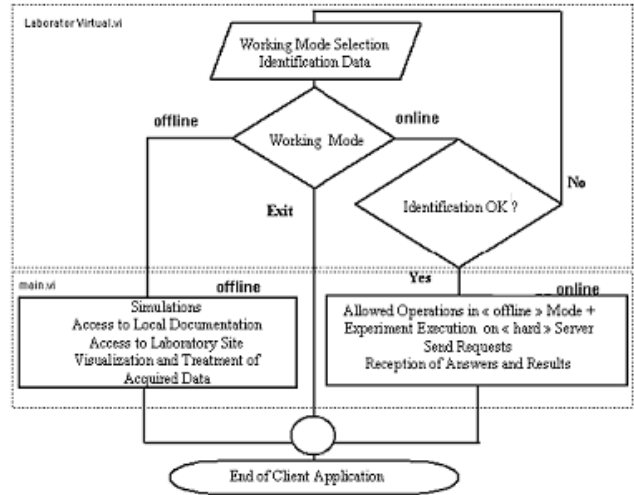 Laborator Virtual.vi
Working Mode Selection
Identification Data
offline
online
Working Mode
No
Identification OK ?
Exit
Yes
main.vi
offline
online
Simulations
Access to Local Documentation
Access to Laboratory Site
Visualization and Treatment of
Acquired Data
Allowed Operations in « offline » Mode +
Experiment Execution on « hard » Server
Send Requests
Reception of Answers and Results
End of Client Application